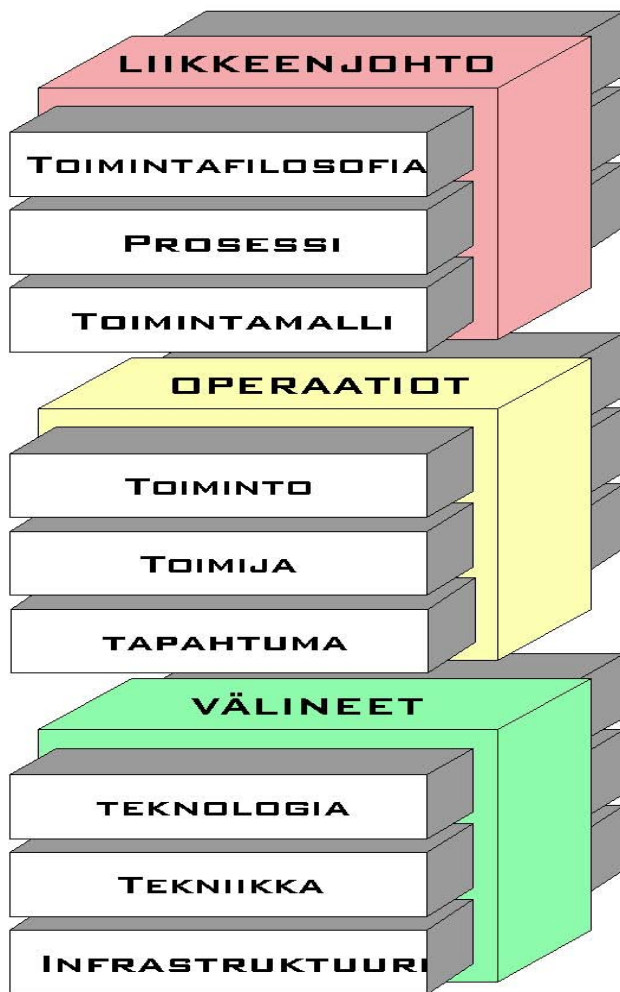 LIIKKEENJOHTO
TOIMINTAFILOSOFIA
PROSESSI
TOIMINTAMALLI
OPERAATIOT
TOIMINTO
TOIMIJA
TAPAHTUMA
VÄLINEET
TEKNOLOGIA
TEKNIIKKA
INFRASTRUKTUURI